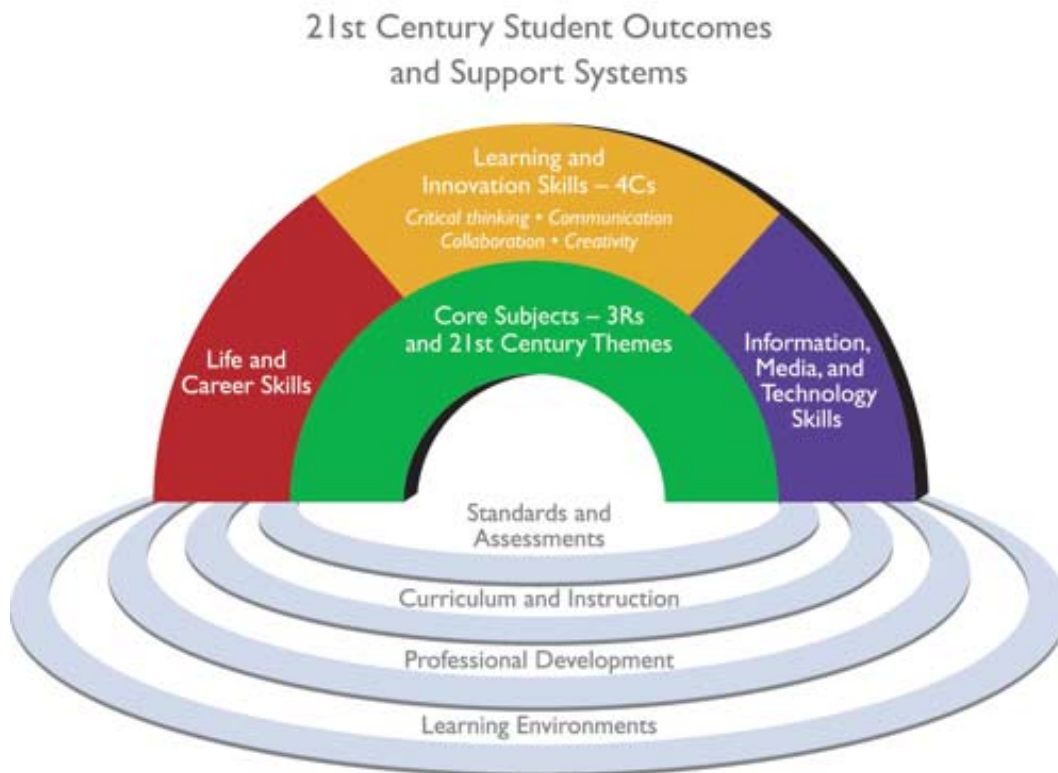 21st Century Student Outcomes
and Support Systems
Learning and
Innovation Skills – 4Cs
Critical thinking • Communication
Collaboration • Creativity
Core Subjects – 3Rs
and 21st Century Themes
Life and
Career Skills
Information,
Media, and
Technology
Skills
Standards and
Assessments
Curriculum and Instruction
Professional Development
Learning Environments